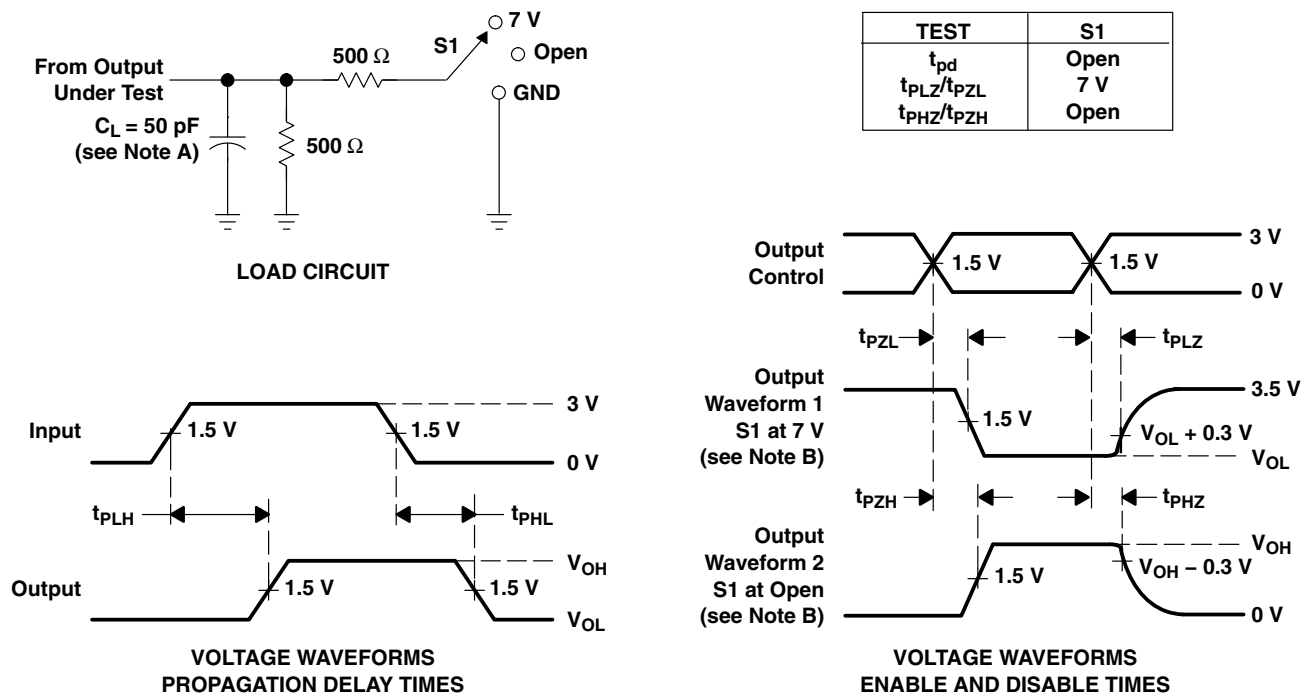 7 V
S1
Open
500 Ω
From Output
Under Test
GND
C_L = 50 pF
(see Note A)
500 Ω
LOAD CIRCUIT
TEST S1
t_pd Open
t_PLZ/t_PZL 7 V
t_PHZ/t_PZH Open
Output
Control
1.5 V
1.5 V
3 V
0 V
t_PZL
t_PLZ
Output
Waveform 1
S1 at 7 V
(see Note B)
1.5 V
3.5 V
V_OL + 0.3 V
V_OL
t_PZH
t_PHZ
Output
Waveform 2
S1 at Open
(see Note B)
1.5 V
V_OH
V_OH − 0.3 V
0 V
VOLTAGE WAVEFORMS
ENABLE AND DISABLE TIMES
Input
1.5 V
1.5 V
3 V
0 V
t_PLH
t_PHL
Output
1.5 V
1.5 V
V_OH
V_OL
VOLTAGE WAVEFORMS
PROPAGATION DELAY TIMES